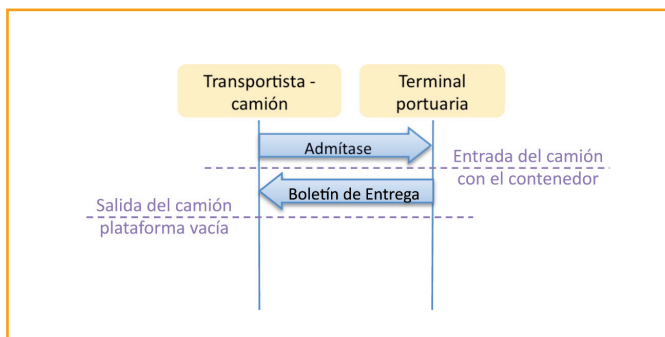 Transportista -
camión
Terminal
portuaria
Admítase
Entrada del camión
con el contenedor
Boletín de Entrega
Salida del camión
plataforma vacía